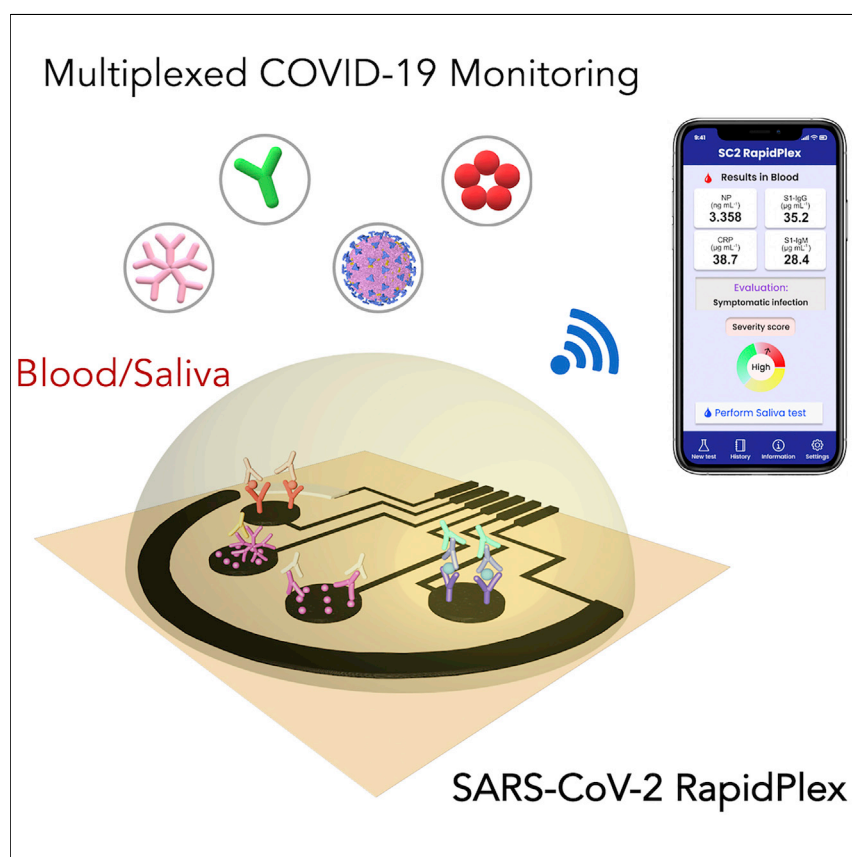 Multiplexed COVID-19 Monitoring
9:41
SC2 RapidPlex
Results in Blood
NP
(ng mL⁻¹)
3.358
S1-IgG
(µg mL⁻¹)
35.2
CRP
(µg mL⁻¹)
38.7
S1-IgM
(µg mL⁻¹)
28.4
Evaluation:
Symptomatic infection
Severity score
High
Perform Saliva test
New test
History
Information
Settings
Blood/Saliva
SARS-CoV-2 RapidPlex